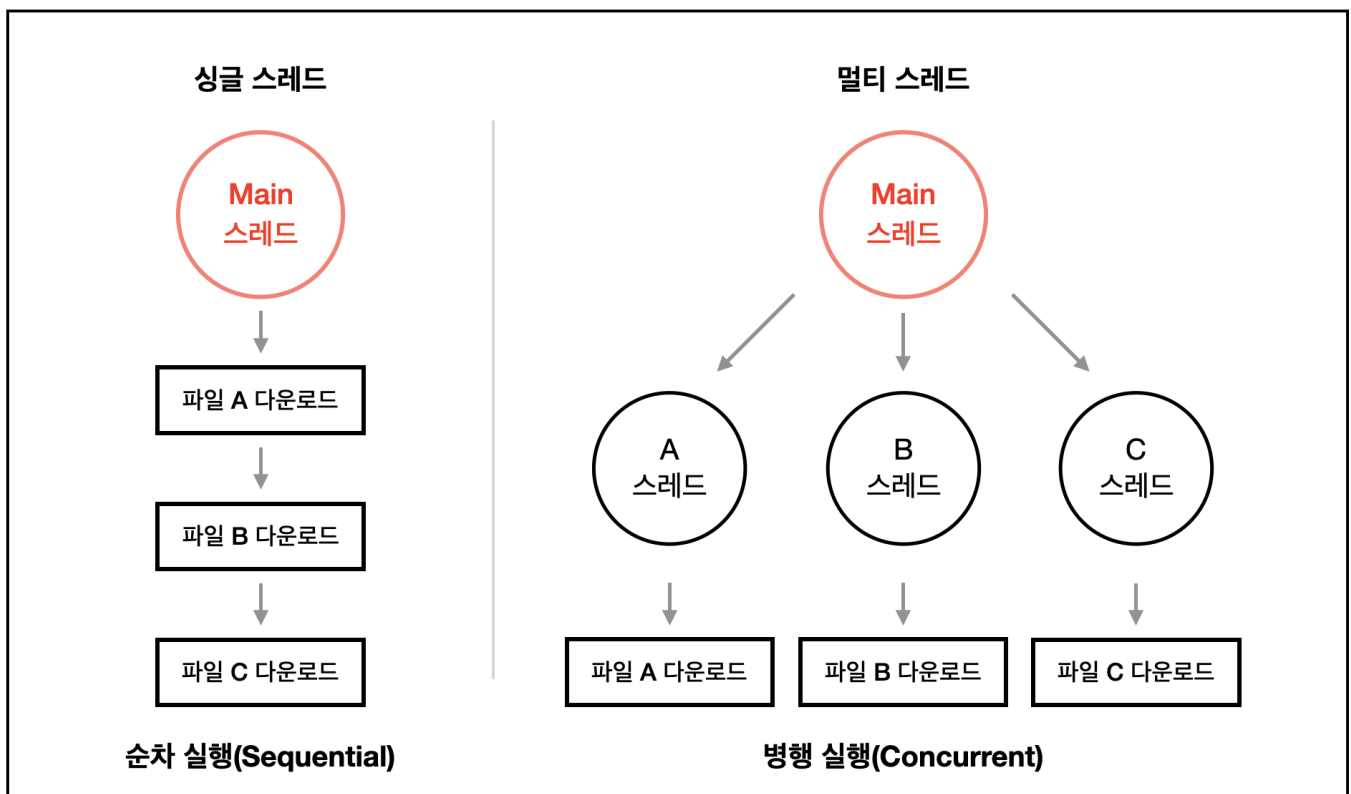 싱글 스레드
Main
스레드
파일 A 다운로드
파일 B 다운로드
파일 C 다운로드
순차 실행(Sequential)
멀티 스레드
Main
스레드
A
스레드
B
스레드
C
스레드
파일 A 다운로드
파일 B 다운로드
파일 C 다운로드
병행 실행(Concurrent)